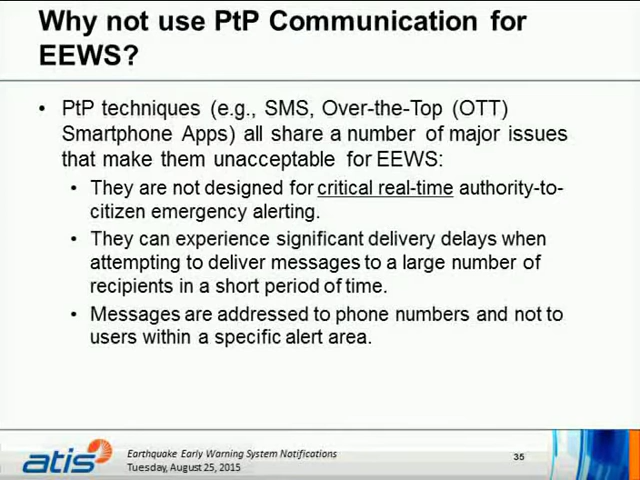 Why not use PtP Communication for
EEWS?
• PtP techniques (e.g., SMS, Over-the-Top (OTT)
Smartphone Apps) all share a number of major issues
that make them unacceptable for EEWS:
• They are not designed for critical real-time authority-to-
citizen emergency alerting.
• They can experience significant delivery delays when
attempting to deliver messages to a large number of
recipients in a short period of time.
• Messages are addressed to phone numbers and not to
users within a specific alert area.
atis
Earthquake Early Warning System Notifications
Tuesday, August 25, 2015
35